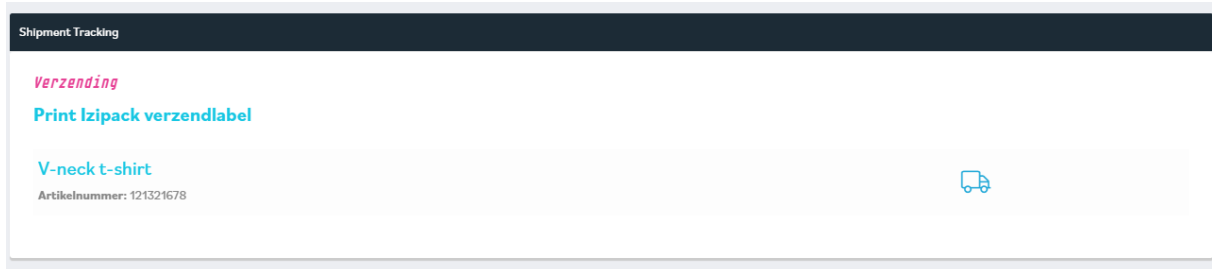 Shipment Tracking
Verzending
Print Izipack verzendlabel
V-neck t-shirt
Artikelnummer: 121321678